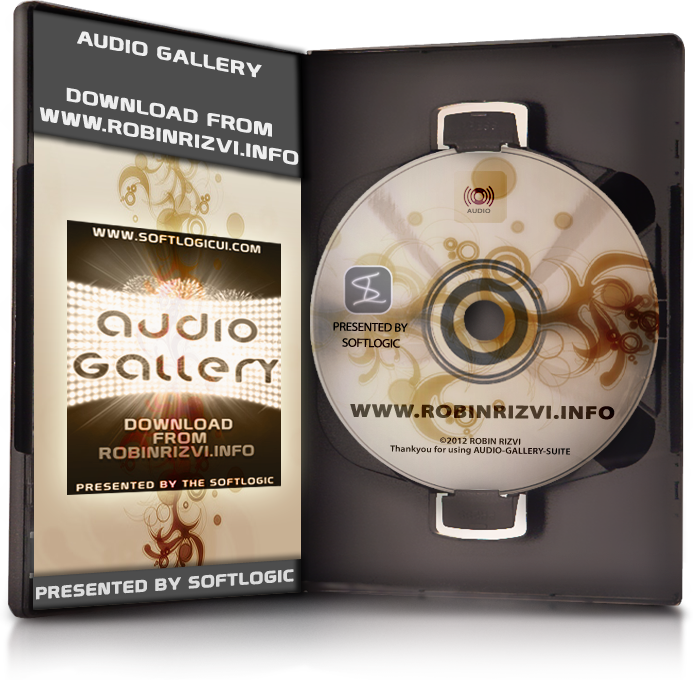 AUDIO GALLERY
DOWNLOAD FROM
WWW.ROBINRIZVI.INFO
WWW.SOFTLOGICUI.COM
audio
Gallery
DOWNLOAD
FROM
ROBINRIZVI.INFO
PRESENTED BY THE SOFTLOGIC
PRESENTED BY SOFTLOGIC
AUDIO
PRESENTED BY
SOFTLOGIC
WWW.ROBINRIZVI.INFO
©2012 ROBIN RIZVI
Thankyou for using AUDIO-GALLERY-SUITE